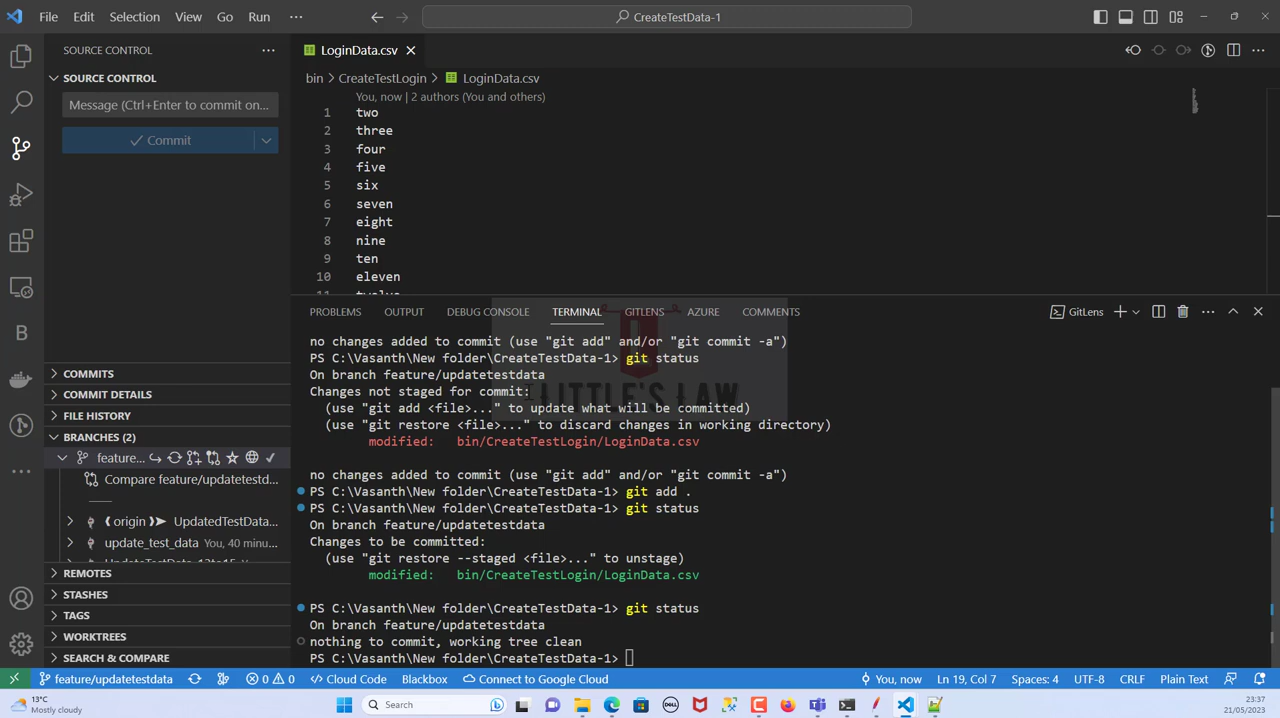 File Edit Selection View Go Run ··· CreateTestData-1
SOURCE CONTROL ···
SOURCE CONTROL
Message (Ctrl+Enter to commit on...
Commit
LoginData.csv
bin > CreateTestLogin > LoginData.csv
You, now | 2 authors (You and others)
1 two
2 three
3 four
4 five
5 six
6 seven
7 eight
8 nine
9 ten
10 eleven
11 twelve
PROBLEMS OUTPUT DEBUG CONSOLE TERMINAL GITLENS AZURE COMMENTS GitLens
no changes added to commit (use "git add" and/or "git commit -a")
PS C:\Vasanth\New folder\CreateTestData-1> git status
On branch feature/updatetestdata
Changes not staged for commit:
(use "git add <file>..." to update what will be committed)
(use "git restore <file>..." to discard changes in working directory)
modified: bin/CreateTestLogin/LoginData.csv
no changes added to commit (use "git add" and/or "git commit -a")
PS C:\Vasanth\New folder\CreateTestData-1> git add .
PS C:\Vasanth\New folder\CreateTestData-1> git status
On branch feature/updatetestdata
Changes to be committed:
(use "git restore --staged <file>..." to unstage)
modified: bin/CreateTestLogin/LoginData.csv
PS C:\Vasanth\New folder\CreateTestData-1> git status
On branch feature/updatetestdata
nothing to commit, working tree clean
PS C:\Vasanth\New folder\CreateTestData-1>
LITTLE'S LAW
COMMITS
COMMIT DETAILS
FILE HISTORY
BRANCHES (2)
feature...
Compare feature/updatetestd...
origin UpdatedTestData...
update_test_data You, 40 minu...
UpdateTestData-12to15
REMOTES
STASHES
TAGS
WORKTREES
SEARCH & COMPARE
feature/updatetestdata 0 0 Cloud Code Blackbox Connect to Google Cloud You, now Ln 19, Col 7 Spaces: 4 UTF-8 CRLF Plain Text
13°C
Mostly cloudy
Search
23:37
21/05/2023